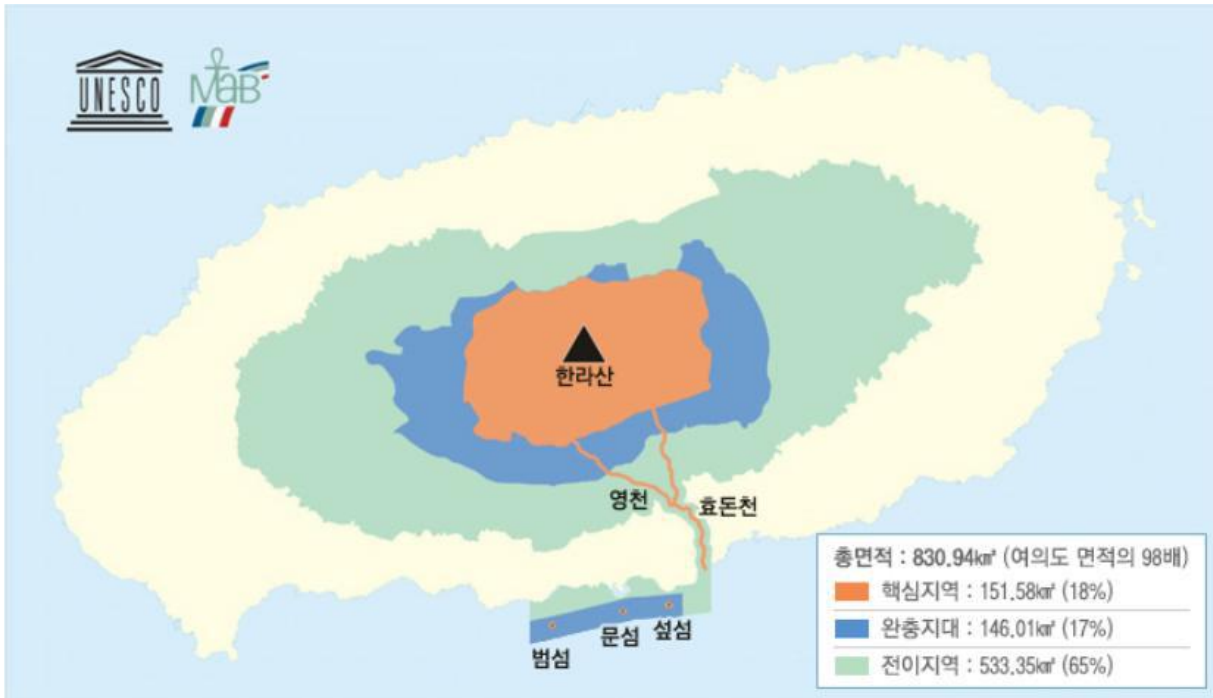 UNESCO
MaB
한라산
영천
효돈천
범섬
문섬
섶섬
총면적 : 830.94㎢ (여의도 면적의 98배)
핵심지역 : 151.58㎢ (18%)
완충지대 : 146.01㎢ (17%)
전이지역 : 533.35㎢ (65%)